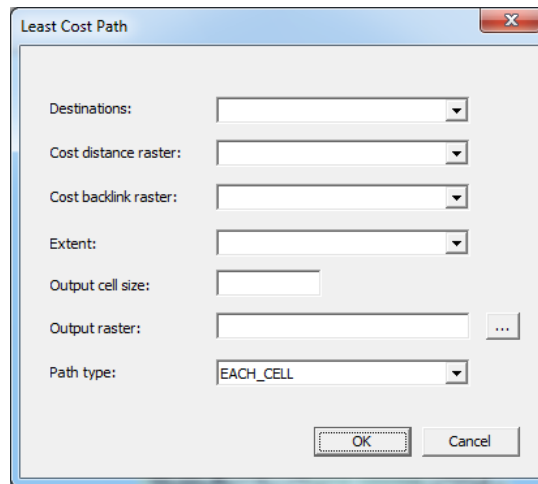 Least Cost Path
Destinations:
Cost distance raster:
Cost backlink raster:
Extent:
Output cell size:
Output raster: ...
Path type: EACH_CELL
OK Cancel